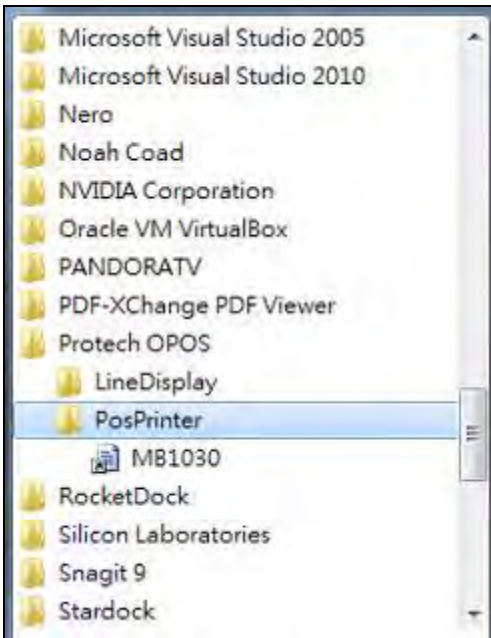 Microsoft Visual Studio 2005
Microsoft Visual Studio 2010
Nero
Noah Coad
NVIDIA Corporation
Oracle VM VirtualBox
PANDORATV
PDF-XChange PDF Viewer
Protech OPOS
LineDisplay
PosPrinter
MB1030
RocketDock
Silicon Laboratories
Snagit 9
Stardock